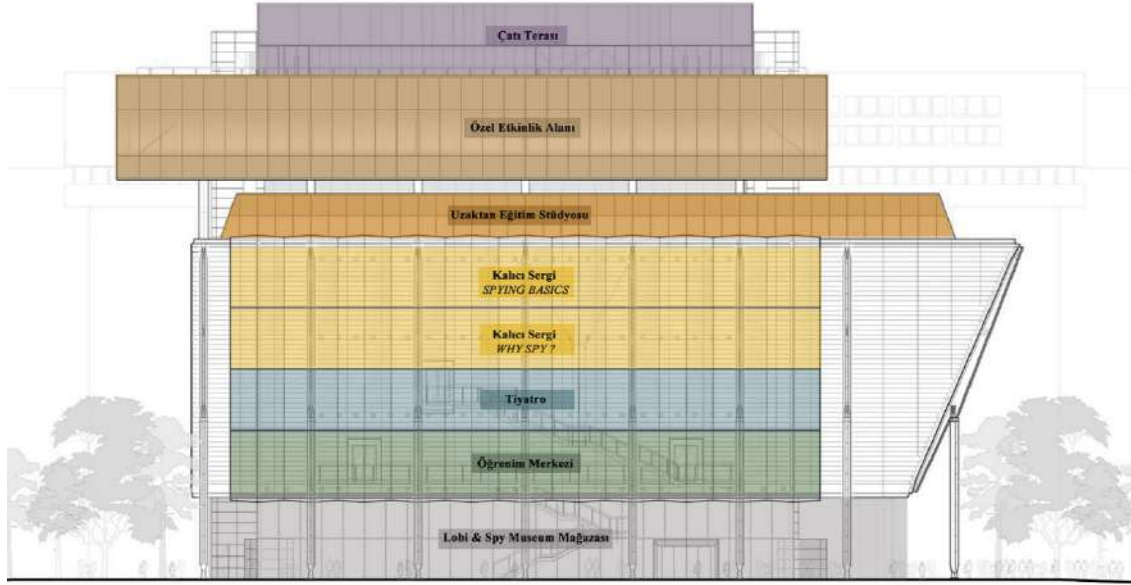 Çatı Terası
Özel Etkinlik Alanı
Uzaktan Eğitim Stüdyosu
Kalıcı Sergi
SPYING BASICS
Kalıcı Sergi
WHY SPY ?
Tiyatro
Öğrenim Merkezi
Lobi & Spy Museum Mağazası